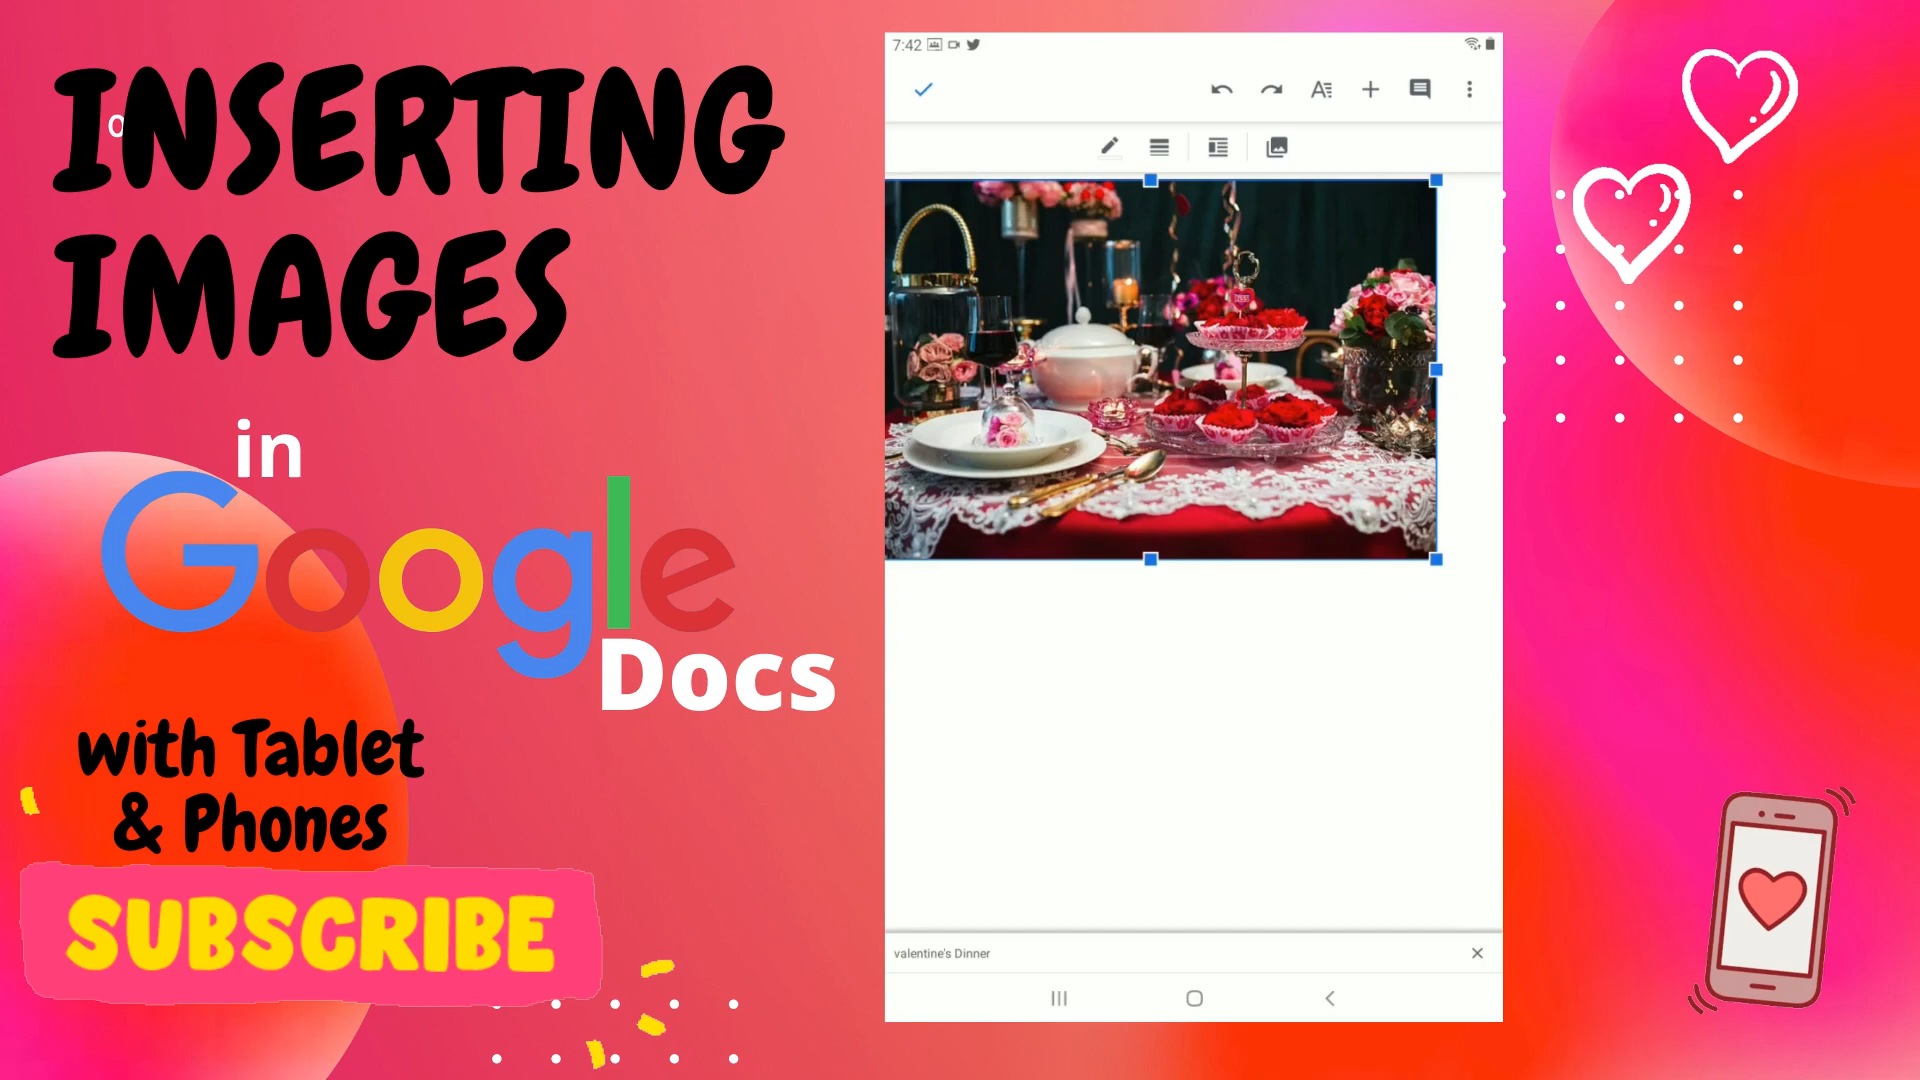 INSERTING
IMAGES
in
Google
Docs
with Tablet
& Phones
SUBSCRIBE
7:42
valentine's Dinner